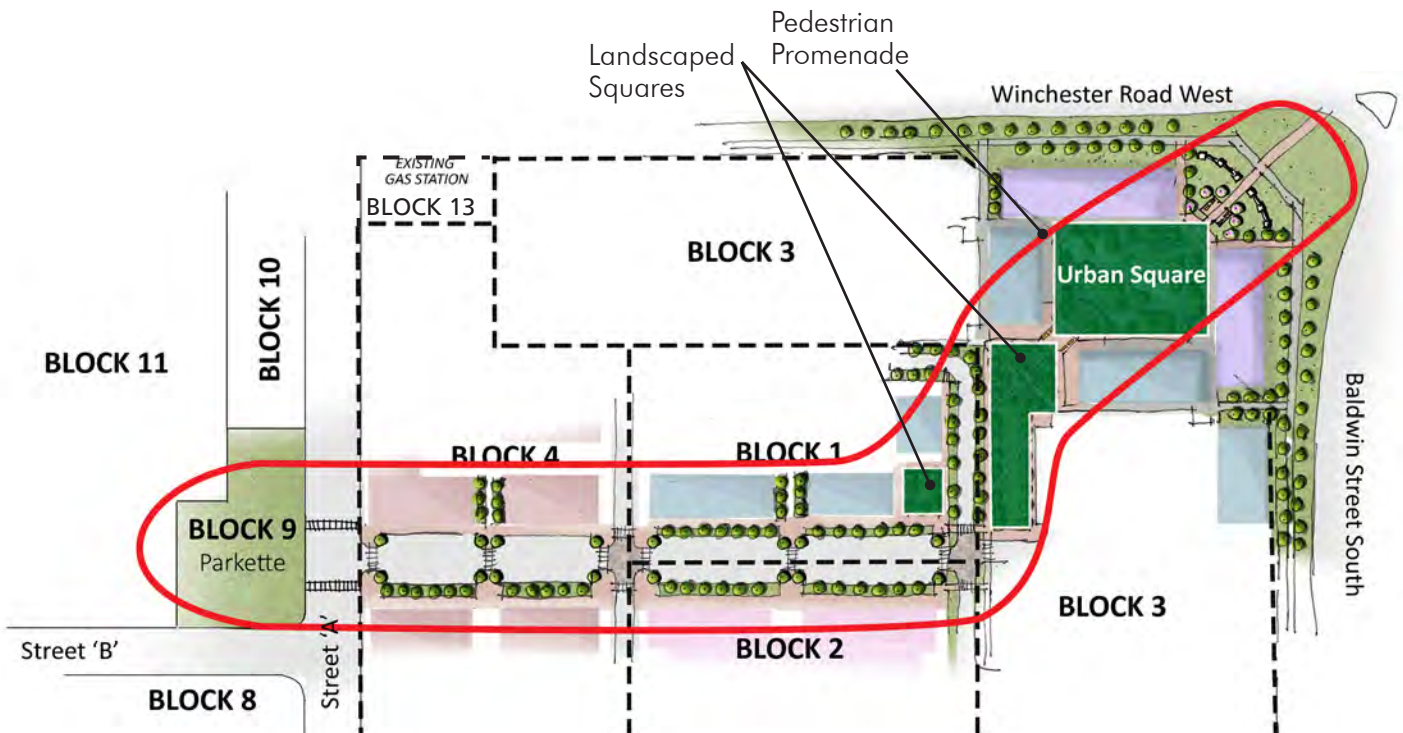 Pedestrian
Promenade
Landscaped
Squares
Winchester Road West
EXISTING
GAS STATION
BLOCK 13
BLOCK 3
Urban Square
BLOCK 10
BLOCK 11
Baldwin Street South
BLOCK 4
BLOCK 1
BLOCK 9
Parkette
BLOCK 3
Street 'B'
Street 'A'
BLOCK 2
BLOCK 8